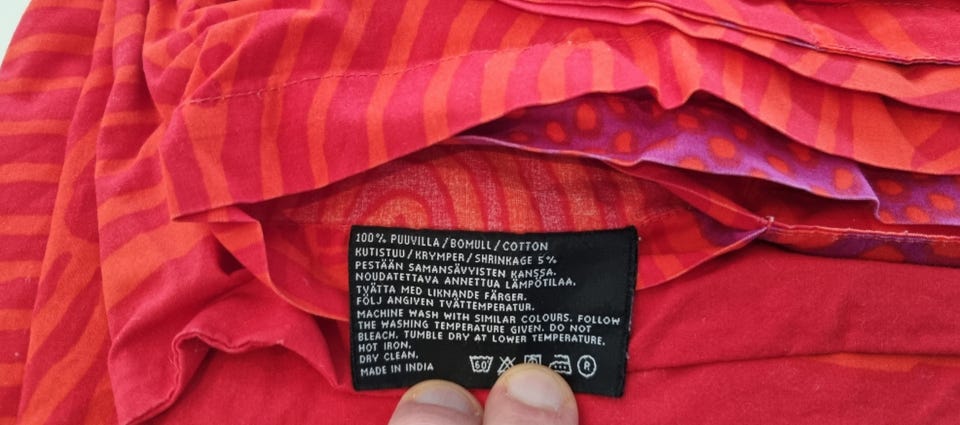 100% PUUVILLA/BOMULL/COTTON
KUTISTUU/KRYMPER/SHRINKAGE 5%
PESTÄÄN SAMANSÄVYISTEN KANSSA.
NOUDATETTAVA ANNETTUA LÄMPÖTILAA.
TVÄTTA MED LIKNANDE FÄRGER.
FÖLJ ANGIVEN TVÄTTEMPERATUR.
MACHINE WASH WITH SIMILAR COLOURS. FOLLOW
THE WASHING TEMPERATURE GIVEN. DO NOT
BLEACH. TUMBLE DRY AT LOWER TEMPERATURE.
HOT IRON.
DRY CLEAN.
MADE IN INDIA
60 R